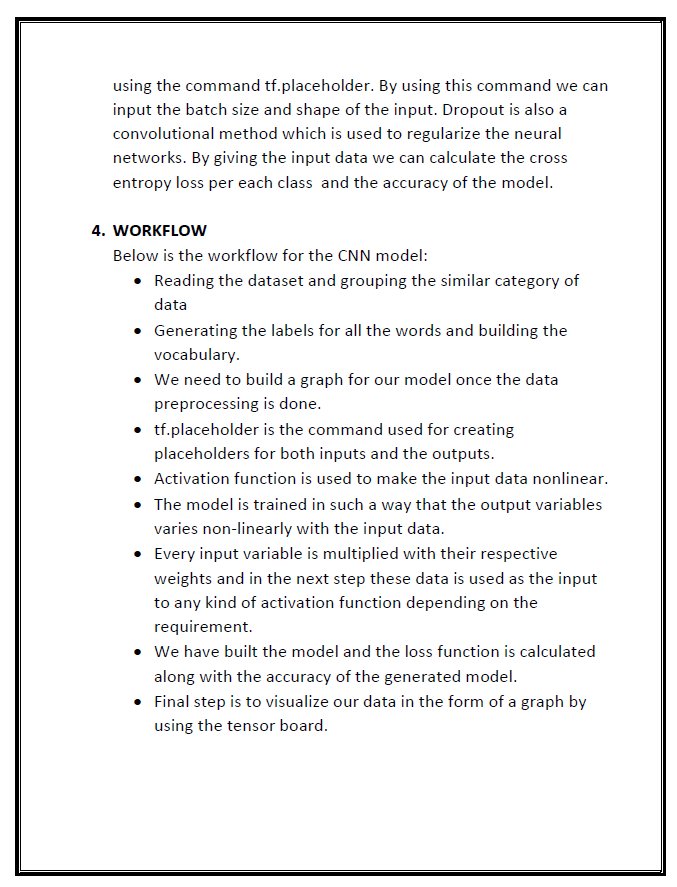 using the command tf.placeholder. By using this command we can
input the batch size and shape of the input. Dropout is also a
convolutional method which is used to regularize the neural
networks. By giving the input data we can calculate the cross
entropy loss per each class  and the accuracy of the model.
4. WORKFLOW
Below is the workflow for the CNN model:
• Reading the dataset and grouping the similar category of
data
• Generating the labels for all the words and building the
vocabulary.
• We need to build a graph for our model once the data
preprocessing is done.
• tf.placeholder is the command used for creating
placeholders for both inputs and the outputs.
• Activation function is used to make the input data nonlinear.
• The model is trained in such a way that the output variables
varies non-linearly with the input data.
• Every input variable is multiplied with their respective
weights and in the next step these data is used as the input
to any kind of activation function depending on the
requirement.
• We have built the model and the loss function is calculated
along with the accuracy of the generated model.
• Final step is to visualize our data in the form of a graph by
using the tensor board.